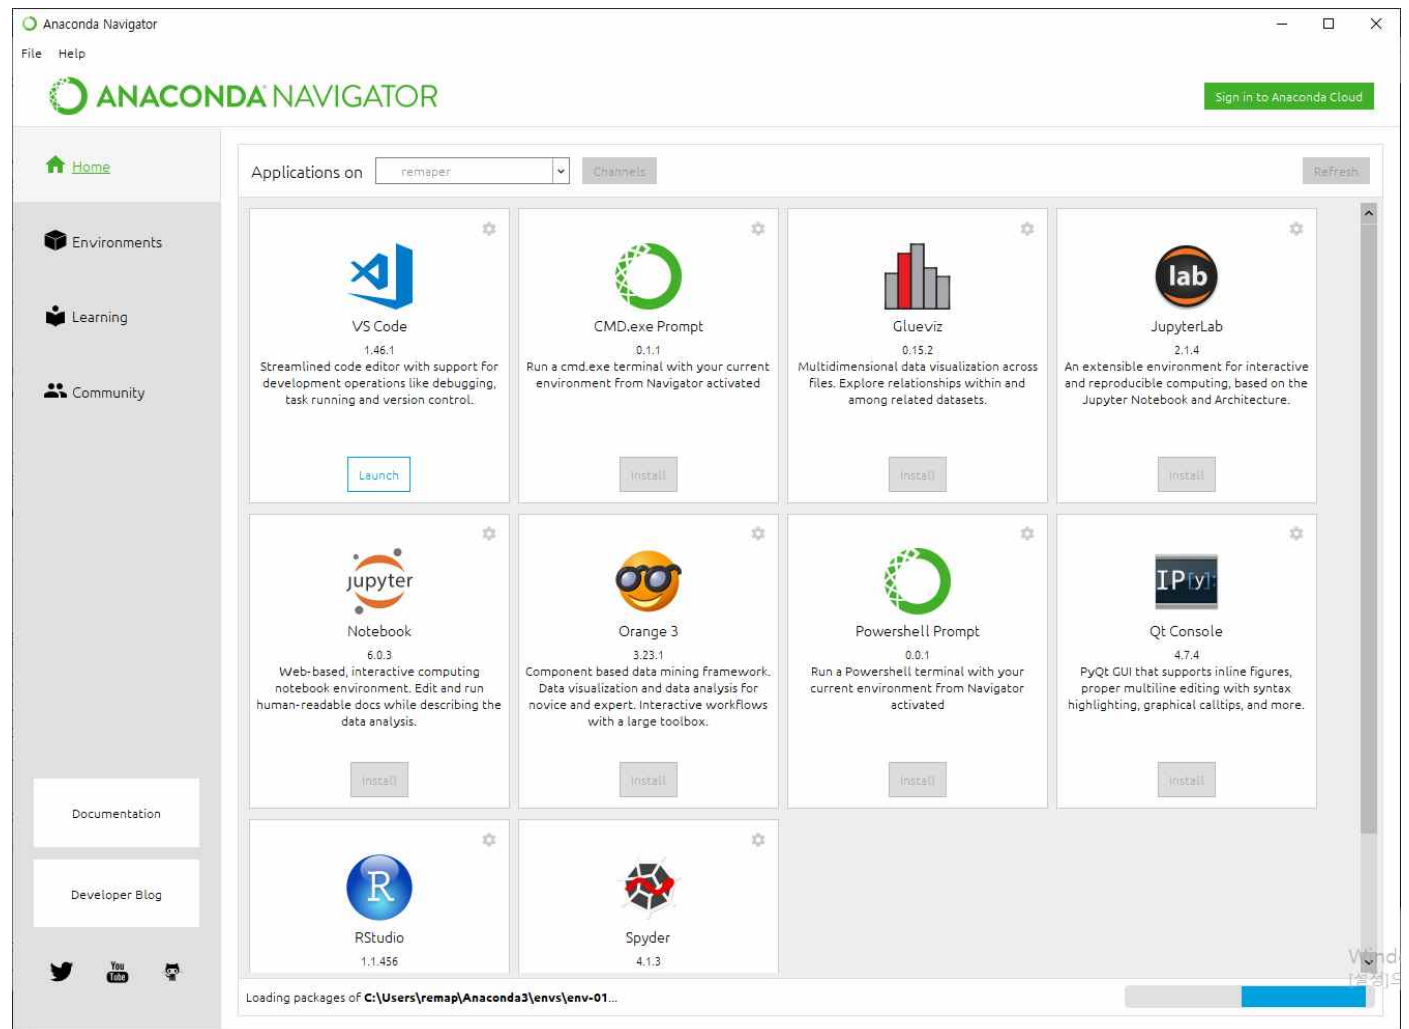 Anaconda Navigator
File Help
ANACONDA NAVIGATOR
Sign in to Anaconda Cloud
Home
Environments
Learning
Community
Documentation
Developer Blog
You
Tube
Applications on remaper Channels Refresh
VS Code
1.46.1
Streamlined code editor with support for
development operations like debugging,
task running and version control.
Launch
CMD.exe Prompt
0.1.1
Run a cmd.exe terminal with your current
environment from Navigator activated
Install
Glueviz
0.15.2
Multidimensional data visualization across
files. Explore relationships within and
among related datasets.
Install
lab
JupyterLab
2.1.4
An extensible environment for interactive
and reproducible computing, based on the
Jupyter Notebook and Architecture.
Install
jupyter
Notebook
6.0.3
Web-based, interactive computing
notebook environment. Edit and run
human-readable docs while describing the
data analysis.
Install
Orange 3
3.23.1
Component based data mining framework.
Data visualization and data analysis for
novice and expert. Interactive workflows
with a large toolbox.
Install
Powershell Prompt
0.0.1
Run a Powershell terminal with your
current environment from Navigator
activated
Install
IP[y]:
Qt Console
4.7.4
PyQt GUI that supports inline figures,
proper multiline editing with syntax
highlighting, graphical calltips, and more.
Install
R
RStudio
1.1.456
Spyder
4.1.3
Loading packages of C:\Users\remap\Anaconda3\envs\env-01...